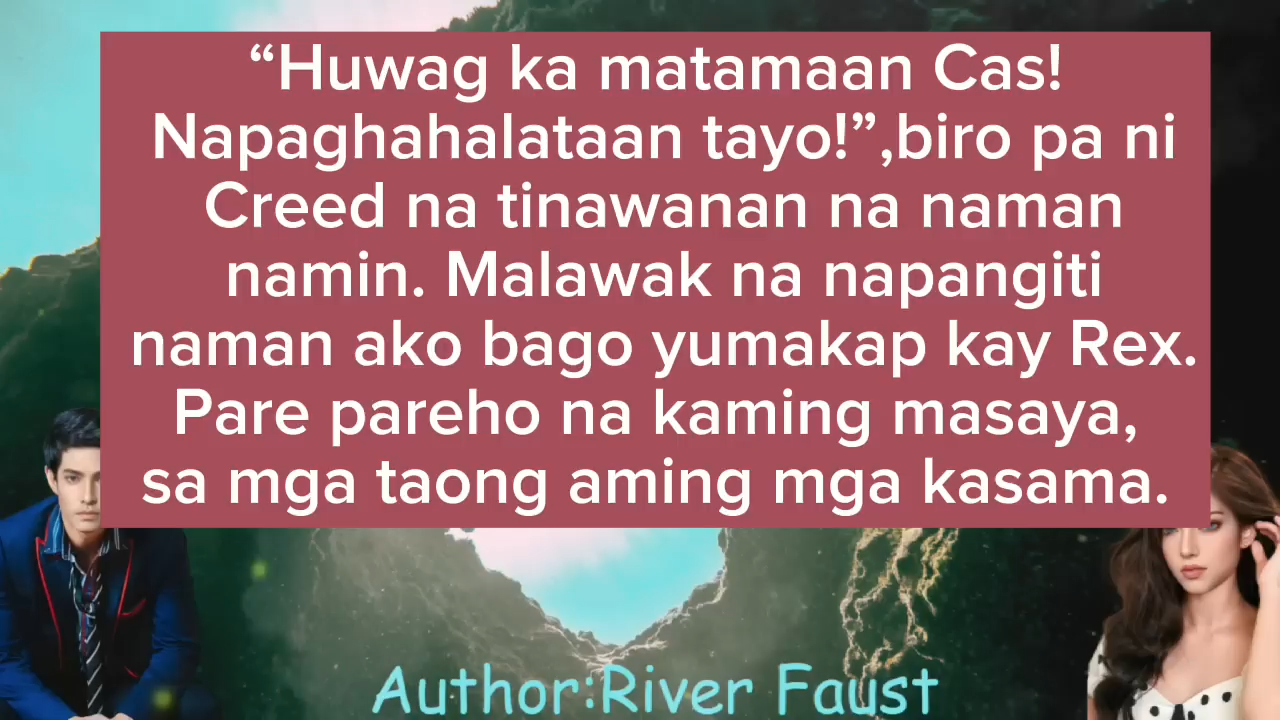 “Huwag ka matamaan Cas!
Napaghahalataan tayo!”,biro pa ni
Creed na tinawanan na naman
namin. Malawak na napangiti
naman ako bago yumakap kay Rex.
Pare pareho na kaming masaya,
sa mga taong aming mga kasama.
Author:River Faust